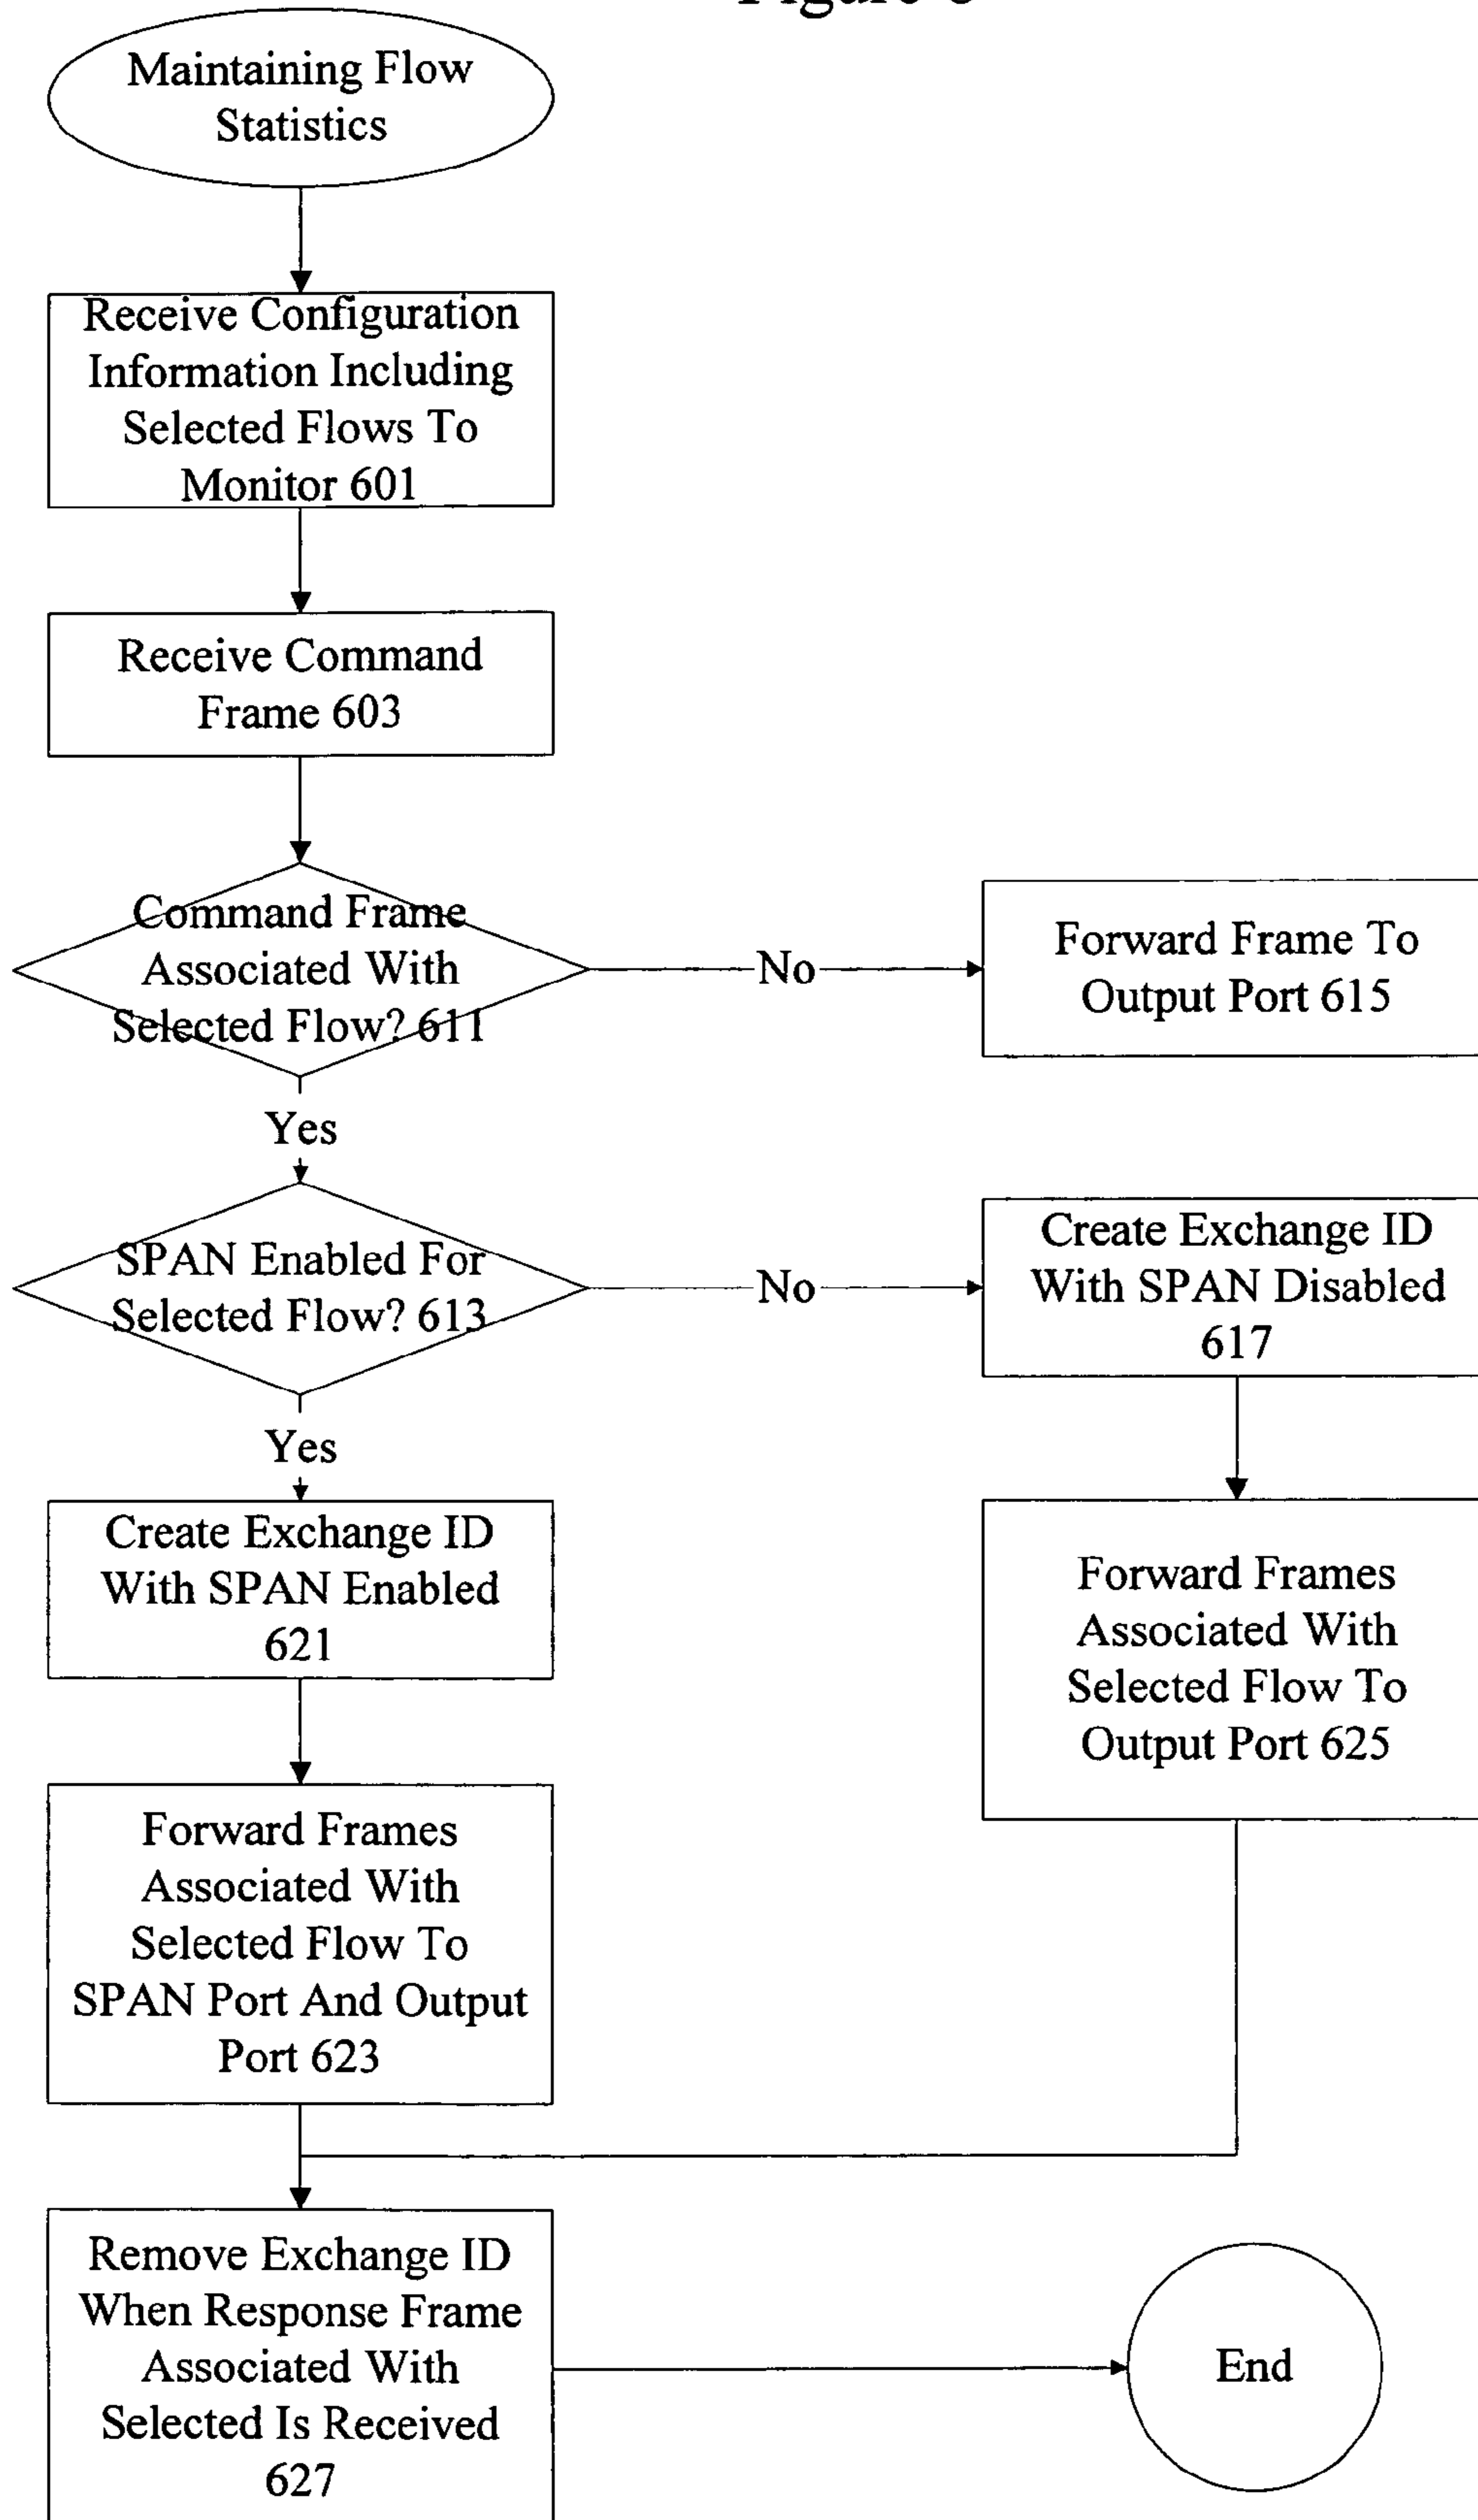 Maintaining Flow
Statistics
Receive Configuration
Information Including
Selected Flows To
Monitor 601
Receive Command
Frame 603
Command Frame
Associated With
Selected Flow? 611
No
Forward Frame To
Output Port 615
Yes
SPAN Enabled For
Selected Flow? 613
No
Create Exchange ID
With SPAN Disabled
617
Yes
Create Exchange ID
With SPAN Enabled
621
Forward Frames
Associated With
Selected Flow To
Output Port 625
Forward Frames
Associated With
Selected Flow To
SPAN Port And Output
Port 623
Remove Exchange ID
When Response Frame
Associated With
Selected Is Received
627
End